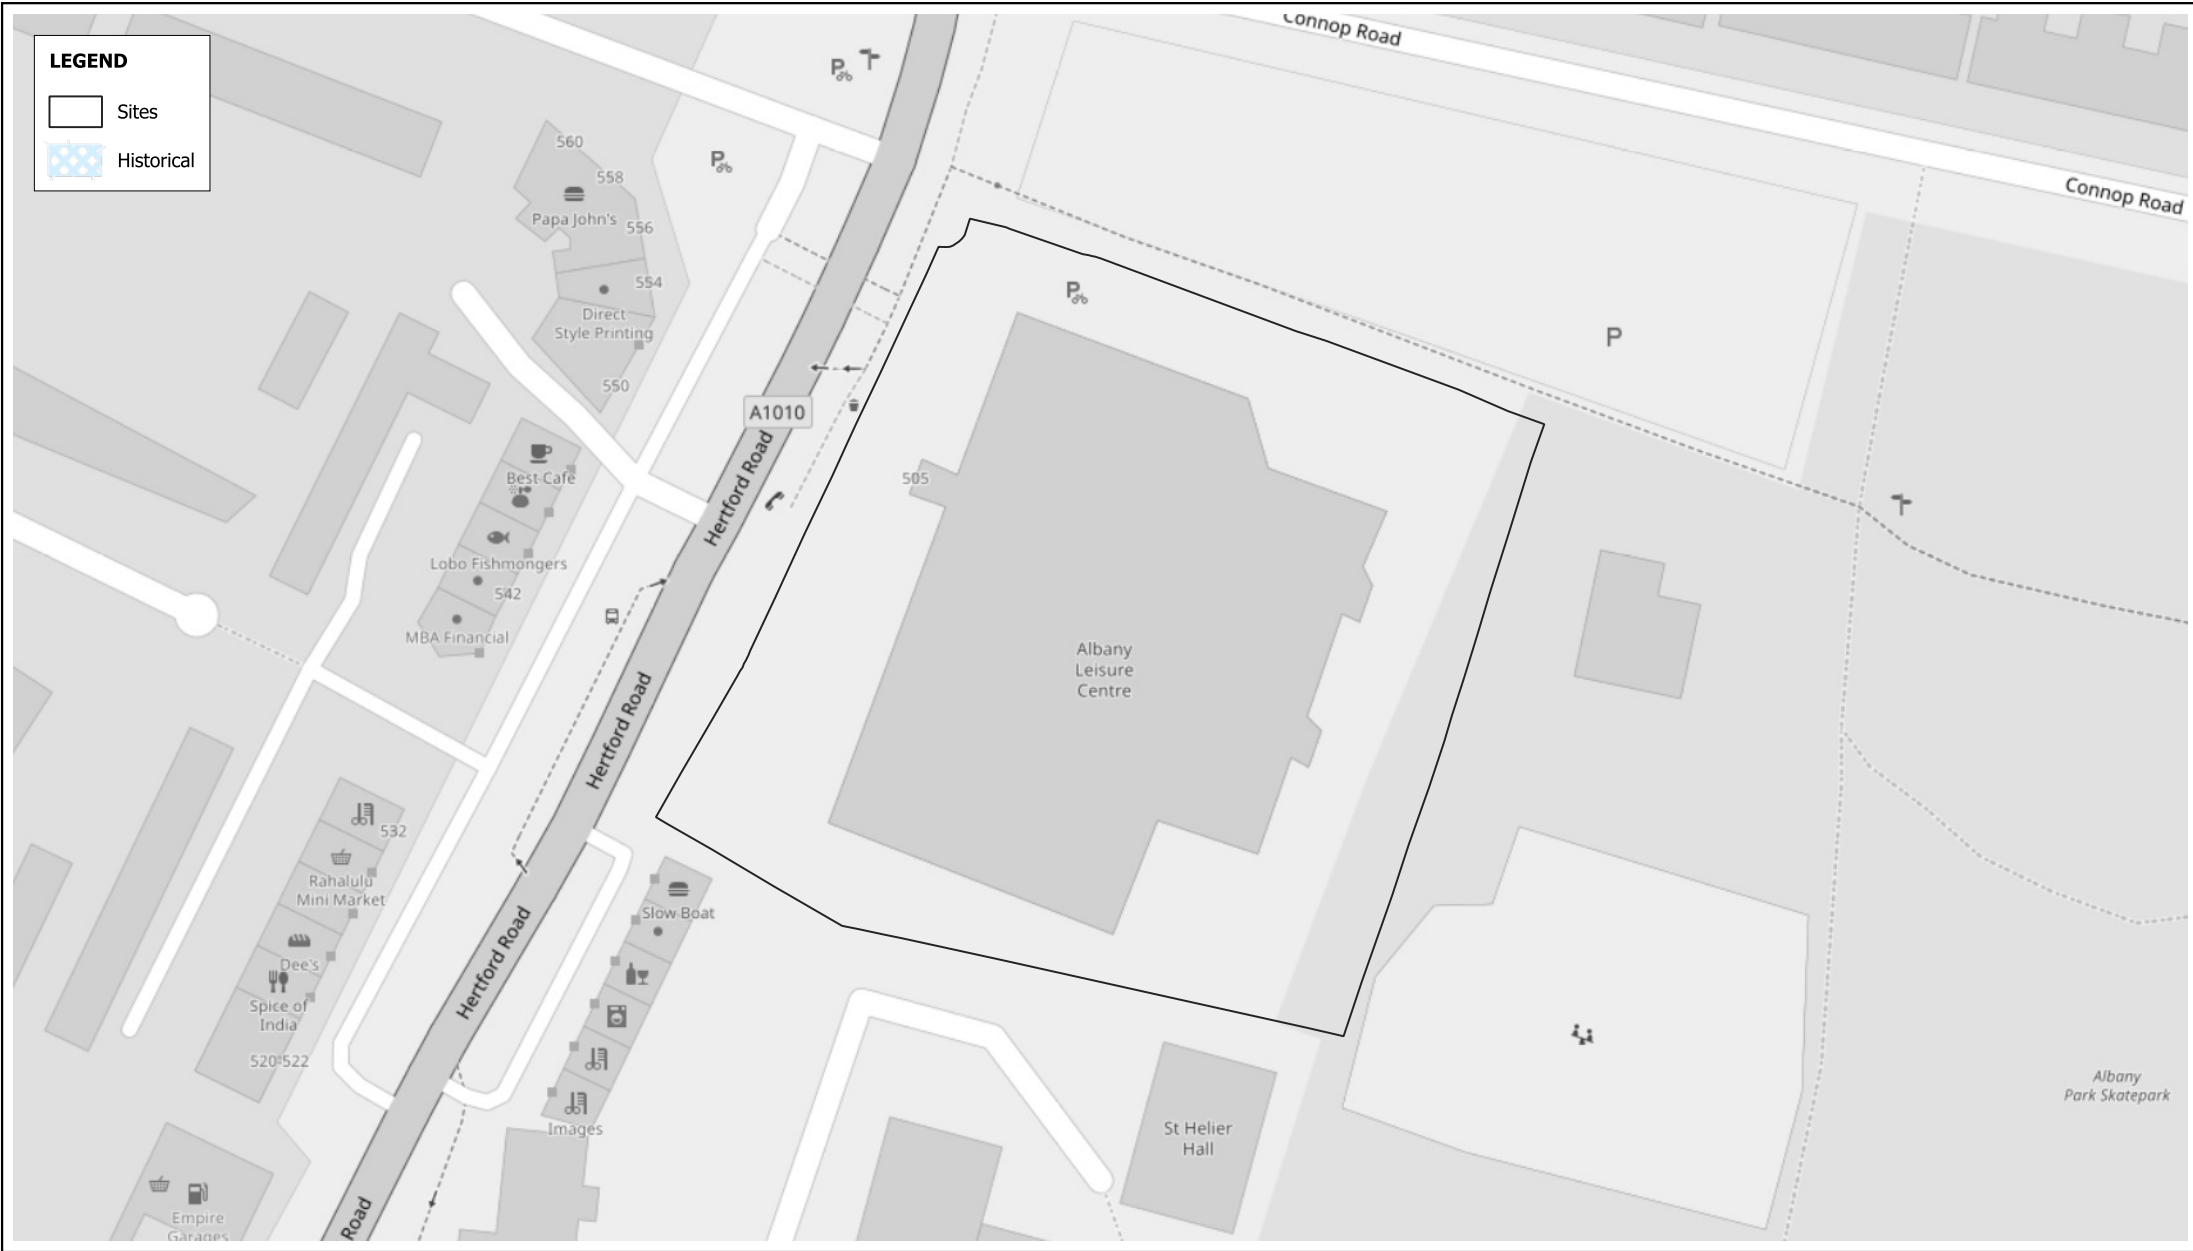 LEGEND
Sites
Historical
Connop Road
Connop Road
P
P
P
P
560
558
Papa John's
556
554
Direct
Style Printing
550
A1010
Hertford Road
Best Cafe
505
Lobo Fishmongers
542
MBA Financial
Albany
Leisure
Centre
Hertford Road
532
Rahalulu
Mini Market
Slow Boat
Dee's
Hertford Road
Spice of
India
520-522
Images
St Helier
Hall
Albany
Park Skatepark
Empire
Garages
Road